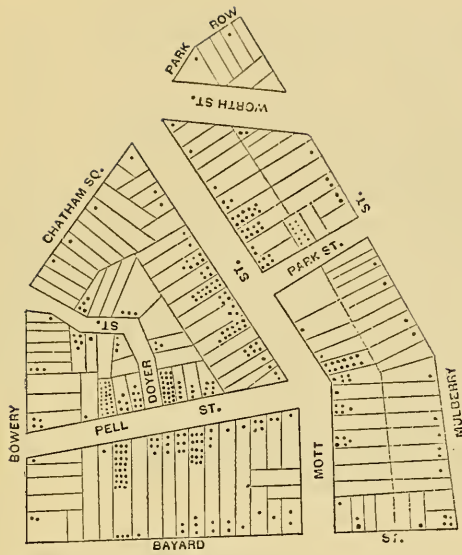 PARK ROW
WORTH ST.
CHATHAM SQ.
ST.
ST.
PARK ST.
ST.
DOYER
BOWERY
PELL ST.
MOTT
MULBERRY
BAYARD
ST.